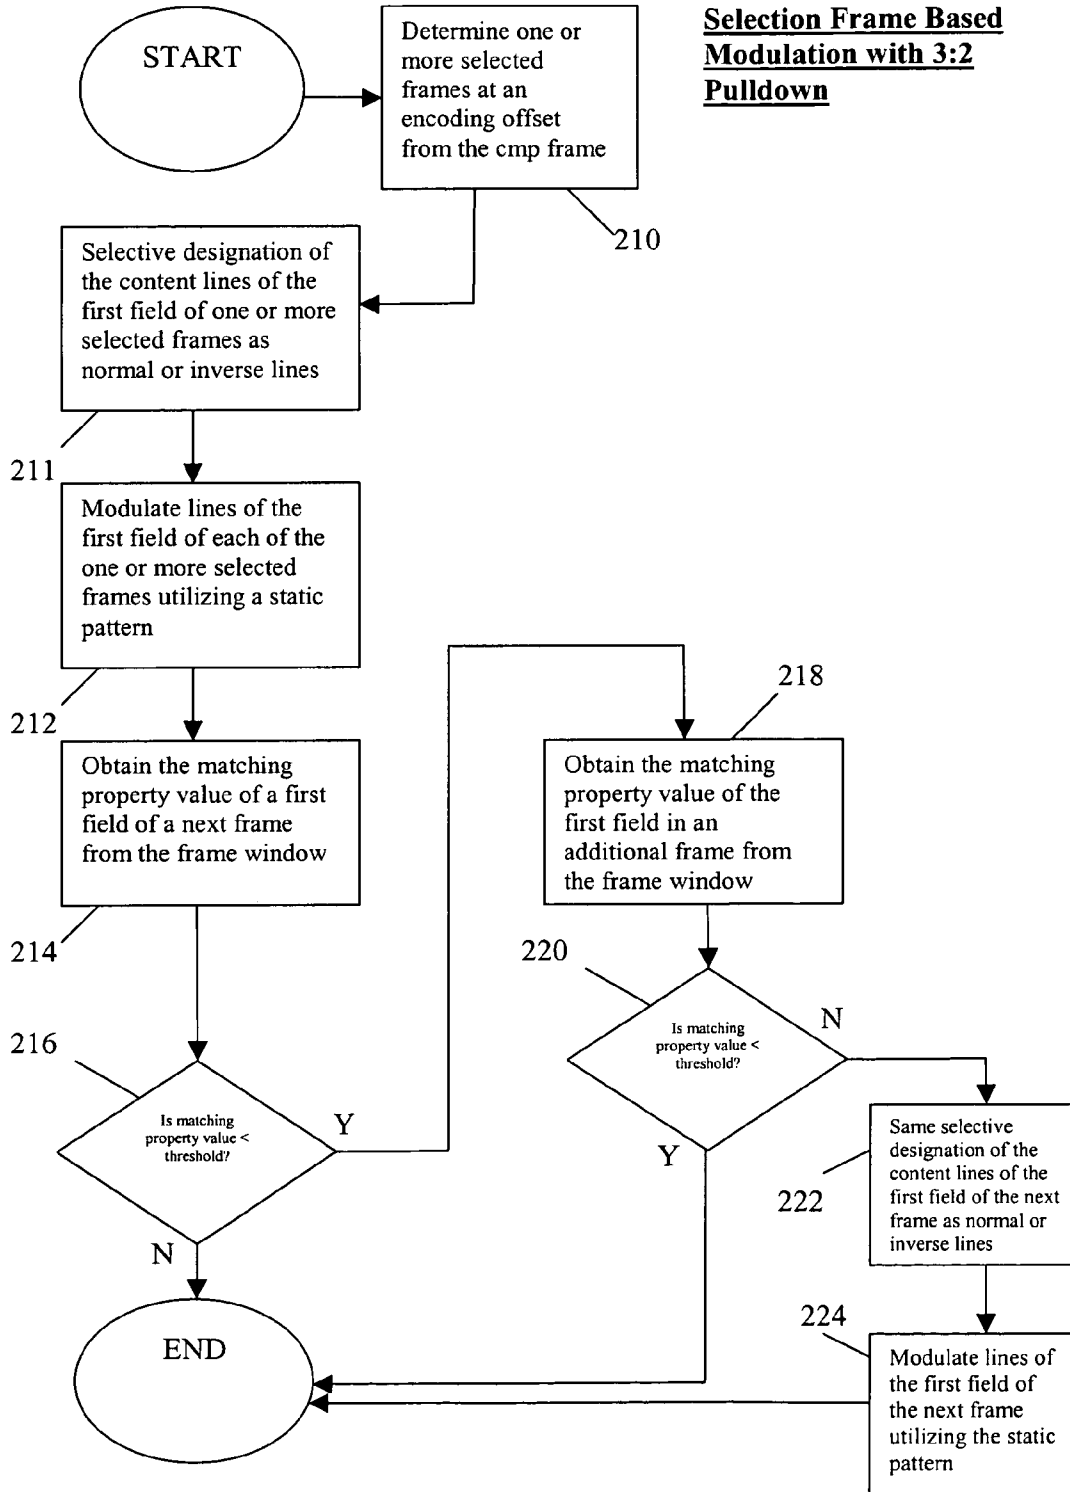 Selection Frame Based
Modulation with 3:2
Pulldown
START
Determine one or
more selected
frames at an
encoding offset
from the cmp frame
210
Selective designation of
the content lines of the
first field of one or more
selected frames as
normal or inverse lines
211
Modulate lines of the
first field of each of the
one or more selected
frames utilizing a static
pattern
212
Obtain the matching
property value of a first
field of a next frame
from the frame window
214
216
Is matching
property value <
threshold?
Y
N
END
218
Obtain the matching
property value of the
first field in an
additional frame from
the frame window
220
Is matching
property value <
threshold?
N
Y
Same selective
designation of the
content lines of the
first field of the next
frame as normal or
inverse lines
222
224
Modulate lines of
the first field of
the next frame
utilizing the static
pattern